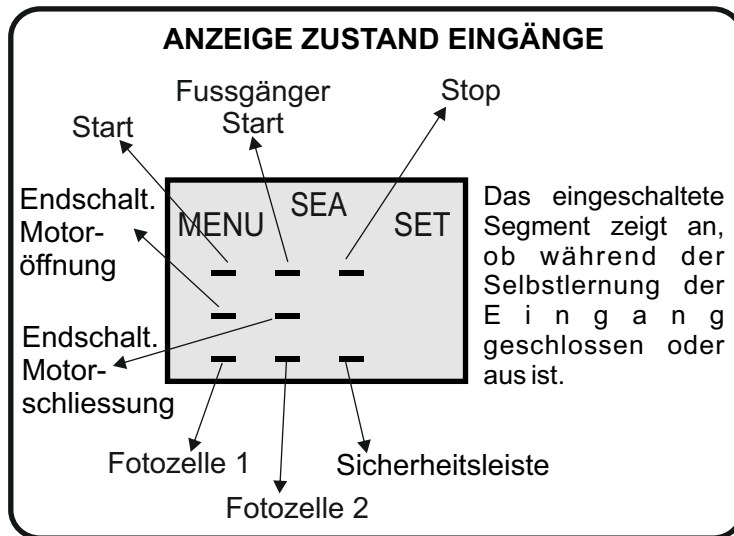 ANZEIGE ZUSTAND EINGÄNGE
Fussgänger
Start
Stop
Start
Endschalt.
Motor-
öffnung
MENU
SEA
SET
Endschalt.
Motor-
schliessung
Das eingeschaltete
Segment zeigt an,
ob während der
Selbstlernung der
Eingang
geschlossen oder
aus ist.
Fotozelle 1
Sicherheitsleiste
Fotozelle 2